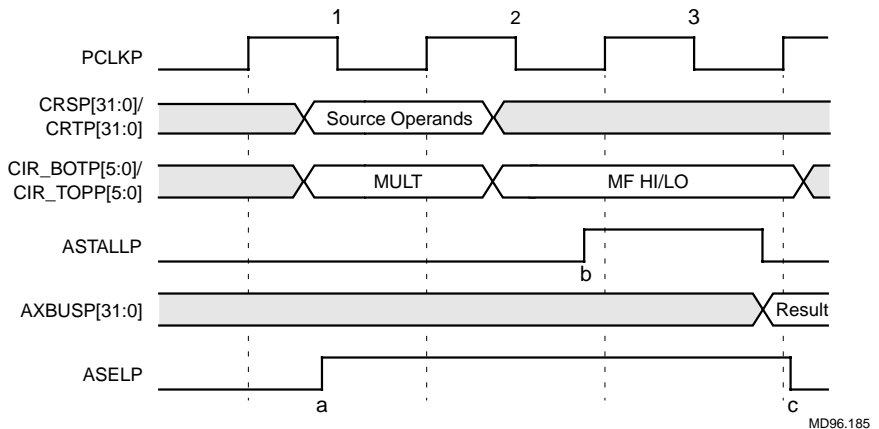 1 2 3
PCLKP
CRSP[31:0]/
CRTP[31:0]
Source Operands
CIR_BOTP[5:0]/
CIR_TOPP[5:0]
MULT MF HI/LO
ASTALLP
b
AXBUSP[31:0]
Result
ASELP
a c
MD96.185